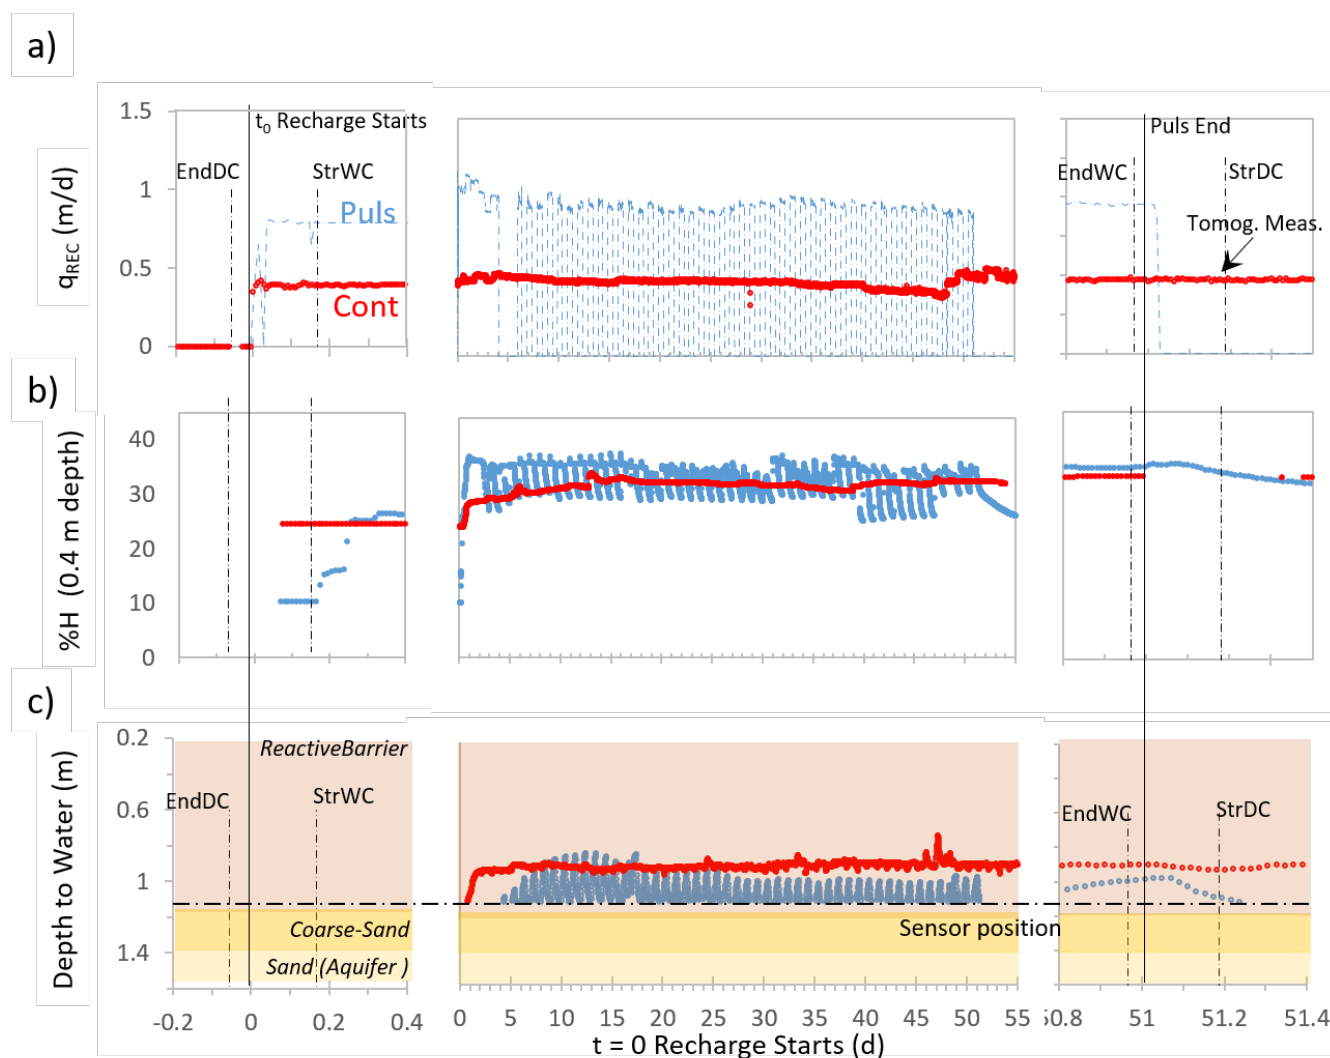 a)
1.5
1
0.5
0
q_REC (m/d)
t₀ Recharge Starts
EndDC
StrWC
Puls
Cont
Puls End
EndWC
StrDC
Tomog. Meas.
b)
40
30
20
10
0
%H (0.4 m depth)
c)
0.2
0.6
1
1.4
Depth to Water (m)
ReactiveBarrier
EndDC
StrWC
Coarse-Sand
Sand (Aquifer )
Sensor position
EndWC
StrDC
-0.2 0 0.2 0.4
0 5 10 15 20 25 30 35 40 45 50 55
50.8 51 51.2 51.4
t = 0 Recharge Starts (d)